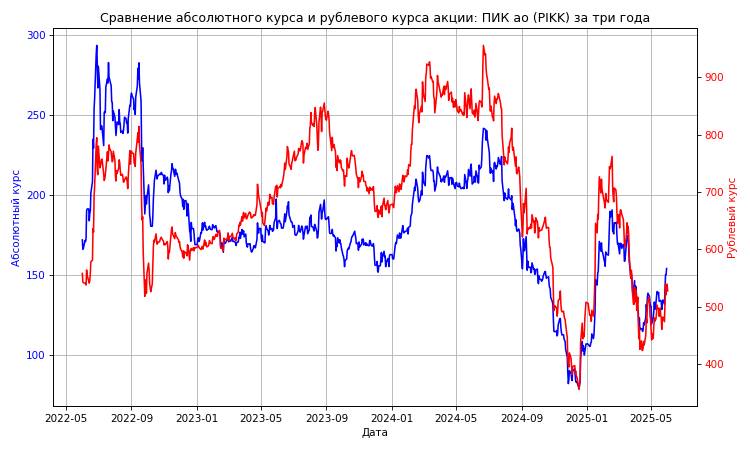 Сравнение абсолютного курса и рублевого курса акции: ПИК ао (PIKK) за три года
300
250
200
150
100
Абсолютный курс
900
800
700
600
500
400
Рублевый курс
2022-05 2022-09 2023-01 2023-05 2023-09 2024-01 2024-05 2024-09 2025-01 2025-05
Дата